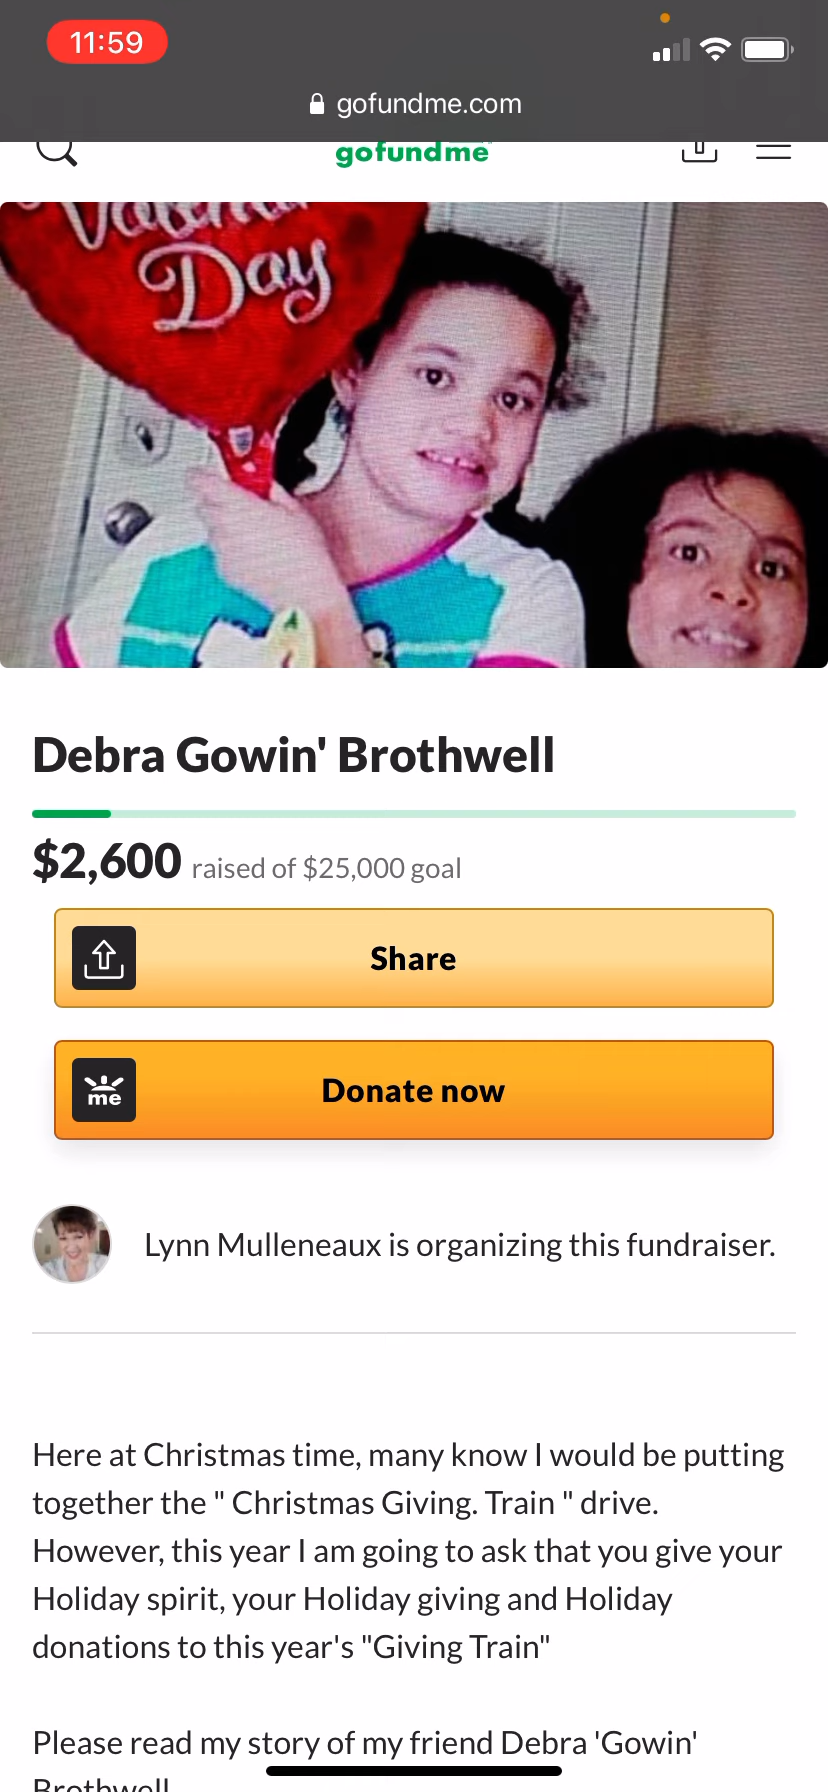 11:59
gofundme.com
gofundme
Day
Debra Gowin' Brothwell
$2,600 raised of $25,000 goal
Share
me
Donate now
Lynn Mulleneaux is organizing this fundraiser.
Here at Christmas time, many know I would be putting
together the " Christmas Giving. Train " drive.
However, this year I am going to ask that you give your
Holiday spirit, your Holiday giving and Holiday
donations to this year's "Giving Train"
Please read my story of my friend Debra 'Gowin'
Brothwell